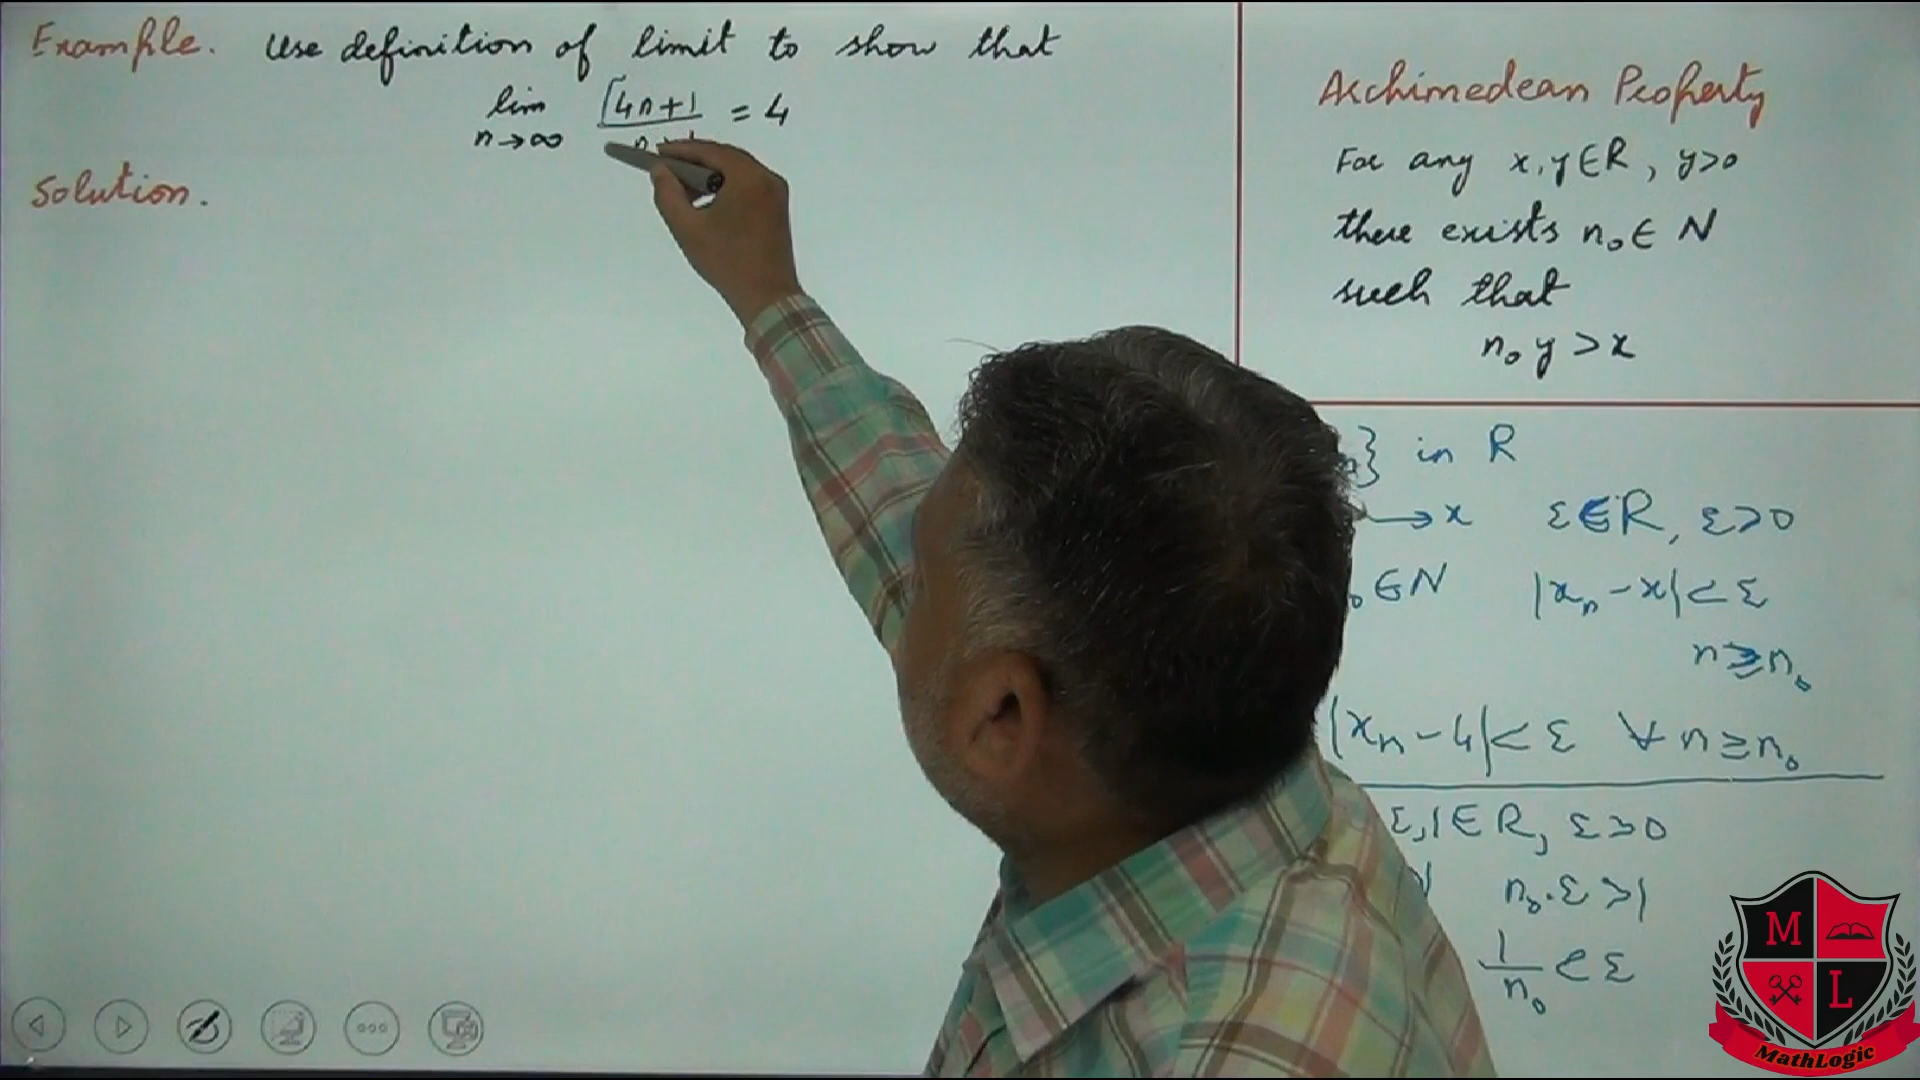 Example. Use definition of limit to show that
lim 4n+1 = 4
n→∞
Solution.
Archimedean Property
For any x, y ∈ R, y>0
there exists n₀ ∈ N
such that
n₀ y > x
} in R
→ x ε ∈ R, ε>0
∈ N |xₙ - x| < ε
n ≥ n₀
|xₙ - 4| < ε ∀ n ≥ n₀
ε, 1 ∈ R, ε > 0
n₀. ε > 1
1/n₀ < ε
M
L
MathLogic